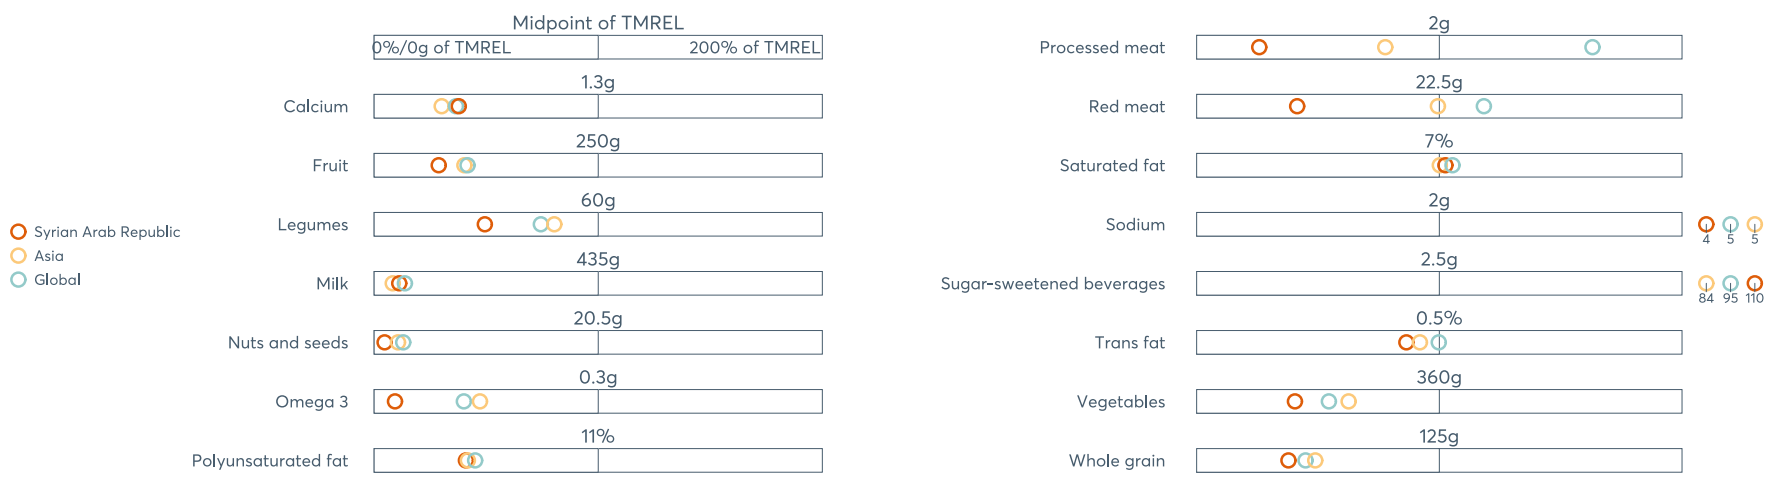 Midpoint of TMREL
0%/0g of TMREL 200% of TMREL
1.3g
Calcium
250g
Fruit
60g
Legumes
435g
Milk
20.5g
Nuts and seeds
0.3g
Omega 3
11%
Polyunsaturated fat
Syrian Arab Republic
Asia
Global
2g
Processed meat
22.5g
Red meat
7%
Saturated fat
2g
Sodium
4 5 5
2.5g
Sugar-sweetened beverages
84 95 110
0.5%
Trans fat
360g
Vegetables
125g
Whole grain